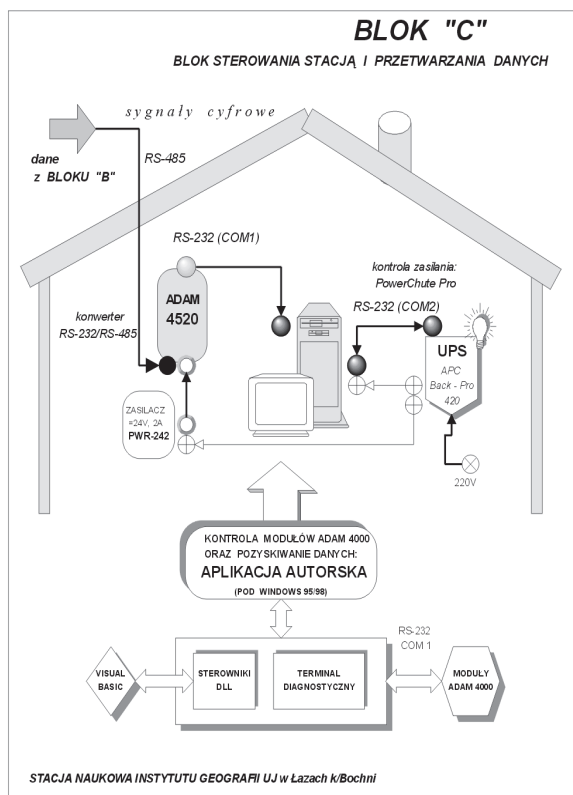 BLOK "C"
BLOK STEROWANIA STACJĄ I PRZETWARZANIA DANYCH
sygnały cyfrowe
dane
z BLOKU "B"
RS-485
RS-232 (COM1)
kontrola zasilania:
PowerChute Pro
RS-232 (COM2)
ADAM
4520
konwerter
RS-232/RS-485
UPS
APC
Back - Pro
420
ZASILACZ
=24V, 2A
PWR-242
220V
KONTROLA MODUŁÓW ADAM 4000
ORAZ POZYSKIWANIE DANYCH:
APLIKACJA AUTORSKA
(POD WINDOWS 95/98)
RS-232
COM 1
VISUAL
BASIC
STEROWNIKI
DLL
TERMINAL
DIAGNOSTYCZNY
MODUŁY
ADAM 4000
STACJA NAUKOWA INSTYTUTU GEOGRAFII UJ w Łazach k/Bochni